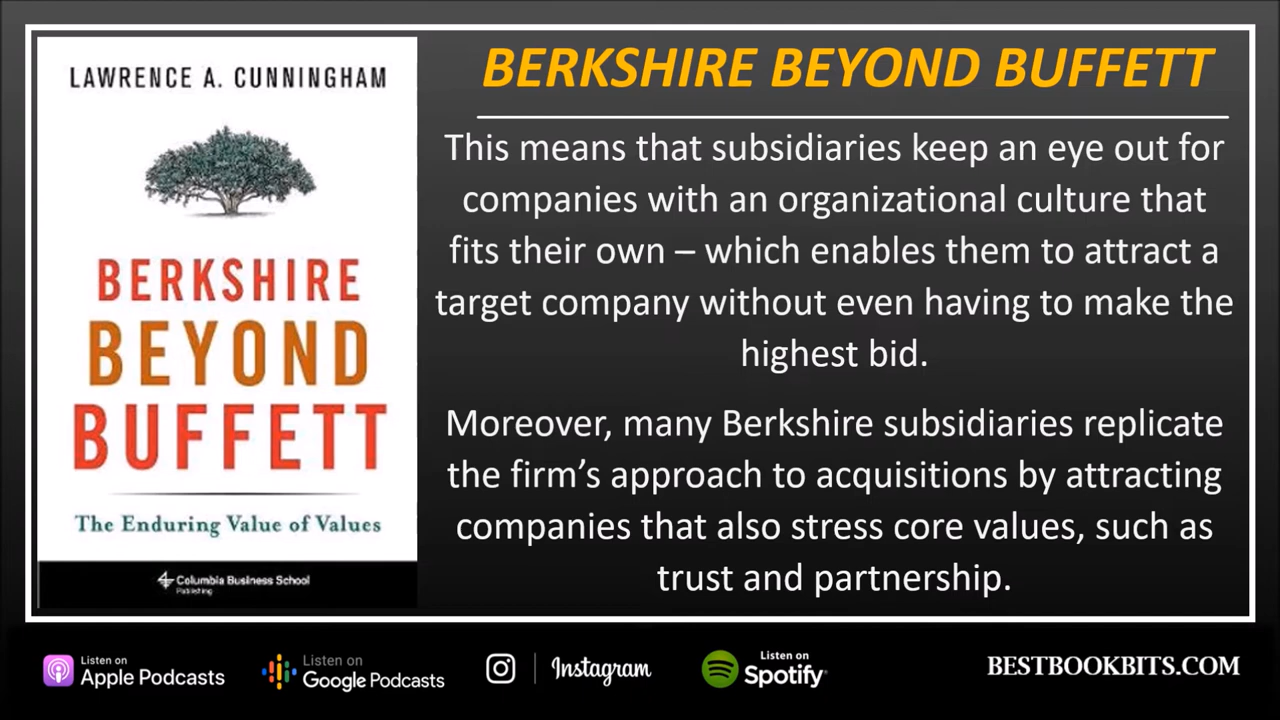 LAWRENCE A. CUNNINGHAM
BERKSHIRE
BEYOND
BUFFETT
The Enduring Value of Values
Columbia Business School
Publishing
BERKSHIRE BEYOND BUFFETT
This means that subsidiaries keep an eye out for
companies with an organizational culture that
fits their own – which enables them to attract a
target company without even having to make the
highest bid.
Moreover, many Berkshire subsidiaries replicate
the firm’s approach to acquisitions by attracting
companies that also stress core values, such as
trust and partnership.
Listen on
Apple Podcasts
Listen on
Google Podcasts
Instagram
Listen on
Spotify
BESTBOOKBITS.COM